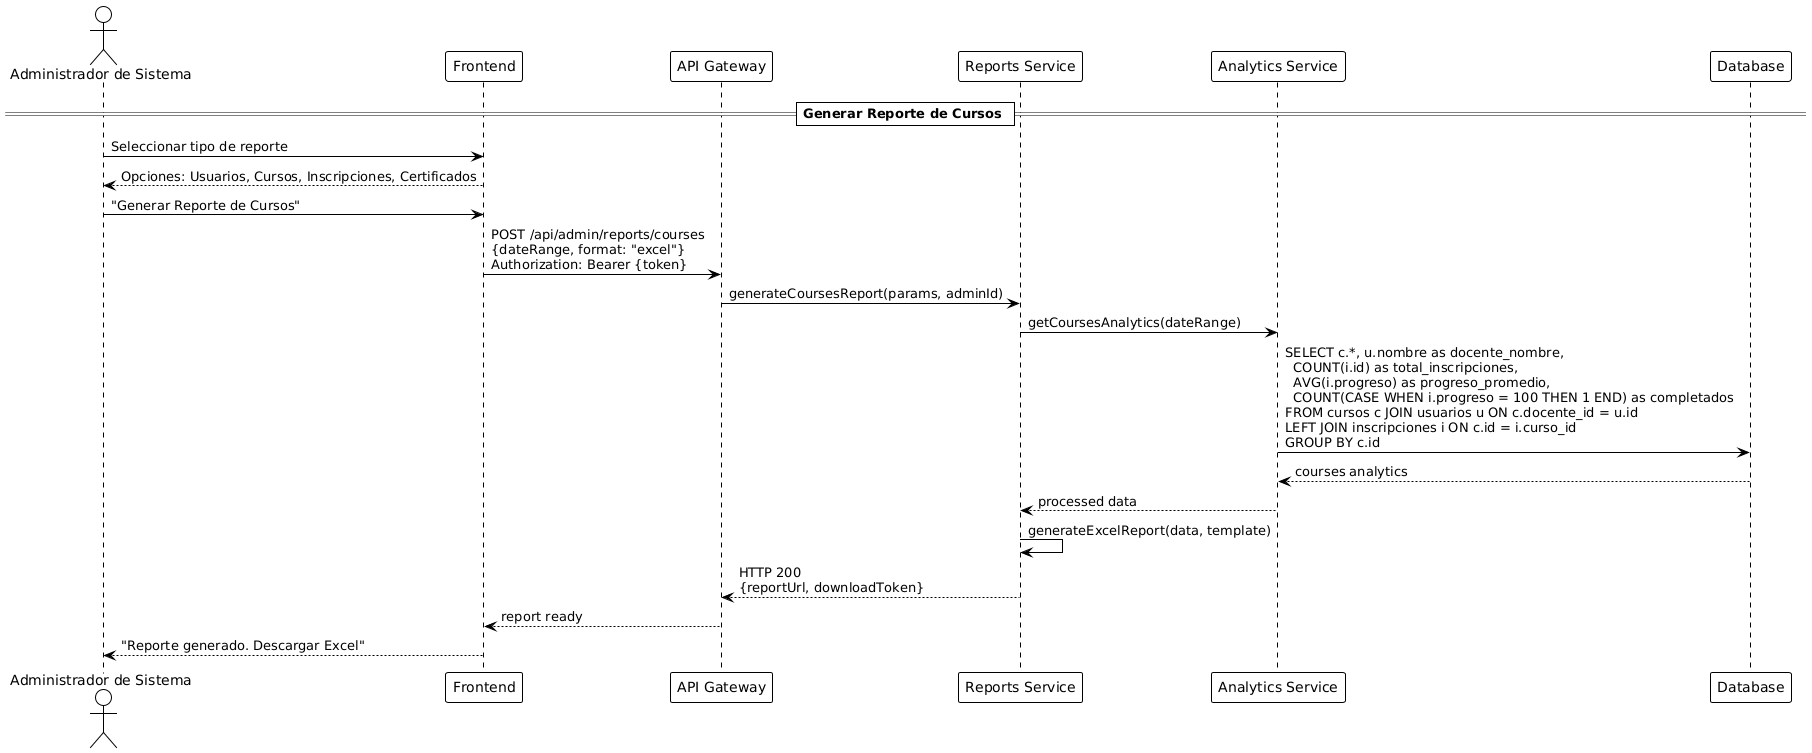 Administrador de Sistema
Frontend
API Gateway
Reports Service
Analytics Service
Database
Generar Reporte de Cursos
Seleccionar tipo de reporte
Opciones: Usuarios, Cursos, Inscripciones, Certificados
"Generar Reporte de Cursos"
POST /api/admin/reports/courses
{dateRange, format: "excel"}
Authorization: Bearer {token}
generateCoursesReport(params, adminId)
getCoursesAnalytics(dateRange)
SELECT c.*, u.nombre as docente_nombre,
COUNT(i.id) as total_inscripciones,
AVG(i.progreso) as progreso_promedio,
COUNT(CASE WHEN i.progreso = 100 THEN 1 END) as completados
FROM cursos c JOIN usuarios u ON c.docente_id = u.id
LEFT JOIN inscripciones i ON c.id = i.curso_id
GROUP BY c.id
courses analytics
processed data
generateExcelReport(data, template)
HTTP 200
{reportUrl, downloadToken}
report ready
"Reporte generado. Descargar Excel"
Administrador de Sistema
Frontend
API Gateway
Reports Service
Analytics Service
Database